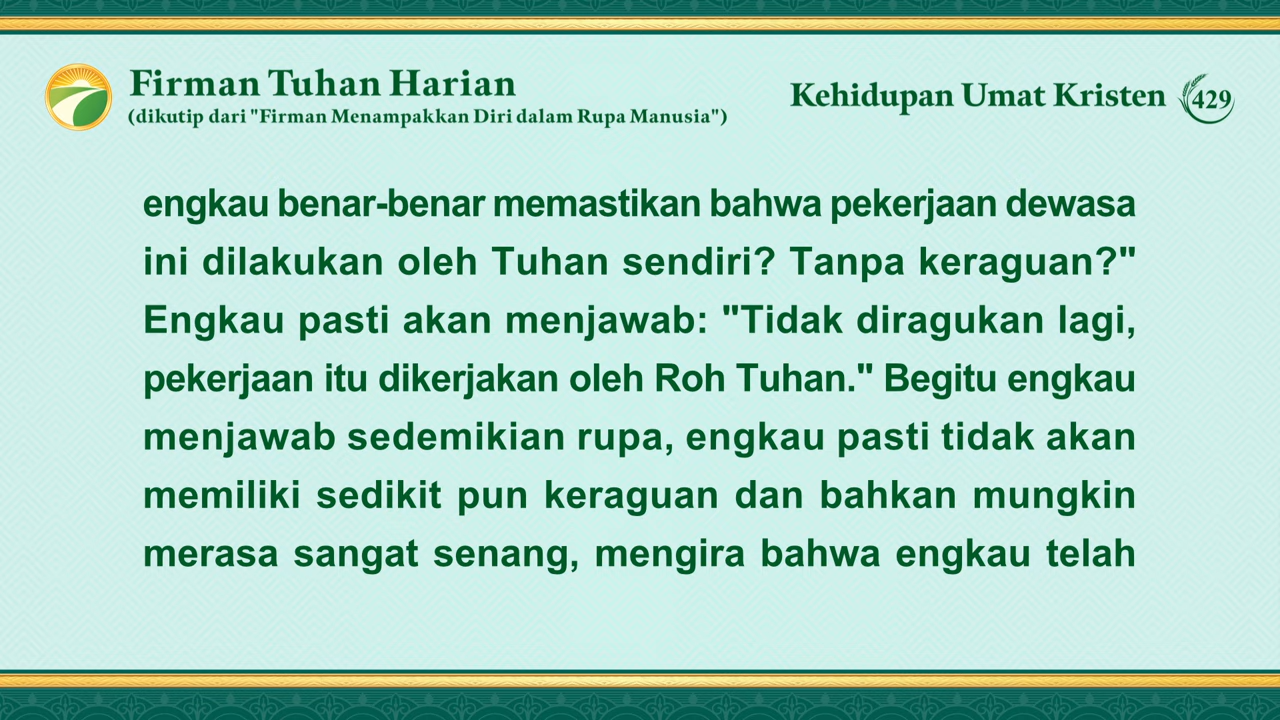 Firman Tuhan Harian
(dikutip dari "Firman Menampakkan Diri dalam Rupa Manusia")
Kehidupan Umat Kristen 429
engkau benar-benar memastikan bahwa pekerjaan dewasa
ini dilakukan oleh Tuhan sendiri? Tanpa keraguan?"
Engkau pasti akan menjawab: "Tidak diragukan lagi,
pekerjaan itu dikerjakan oleh Roh Tuhan." Begitu engkau
menjawab sedemikian rupa, engkau pasti tidak akan
memiliki sedikit pun keraguan dan bahkan mungkin
merasa sangat senang, mengira bahwa engkau telah